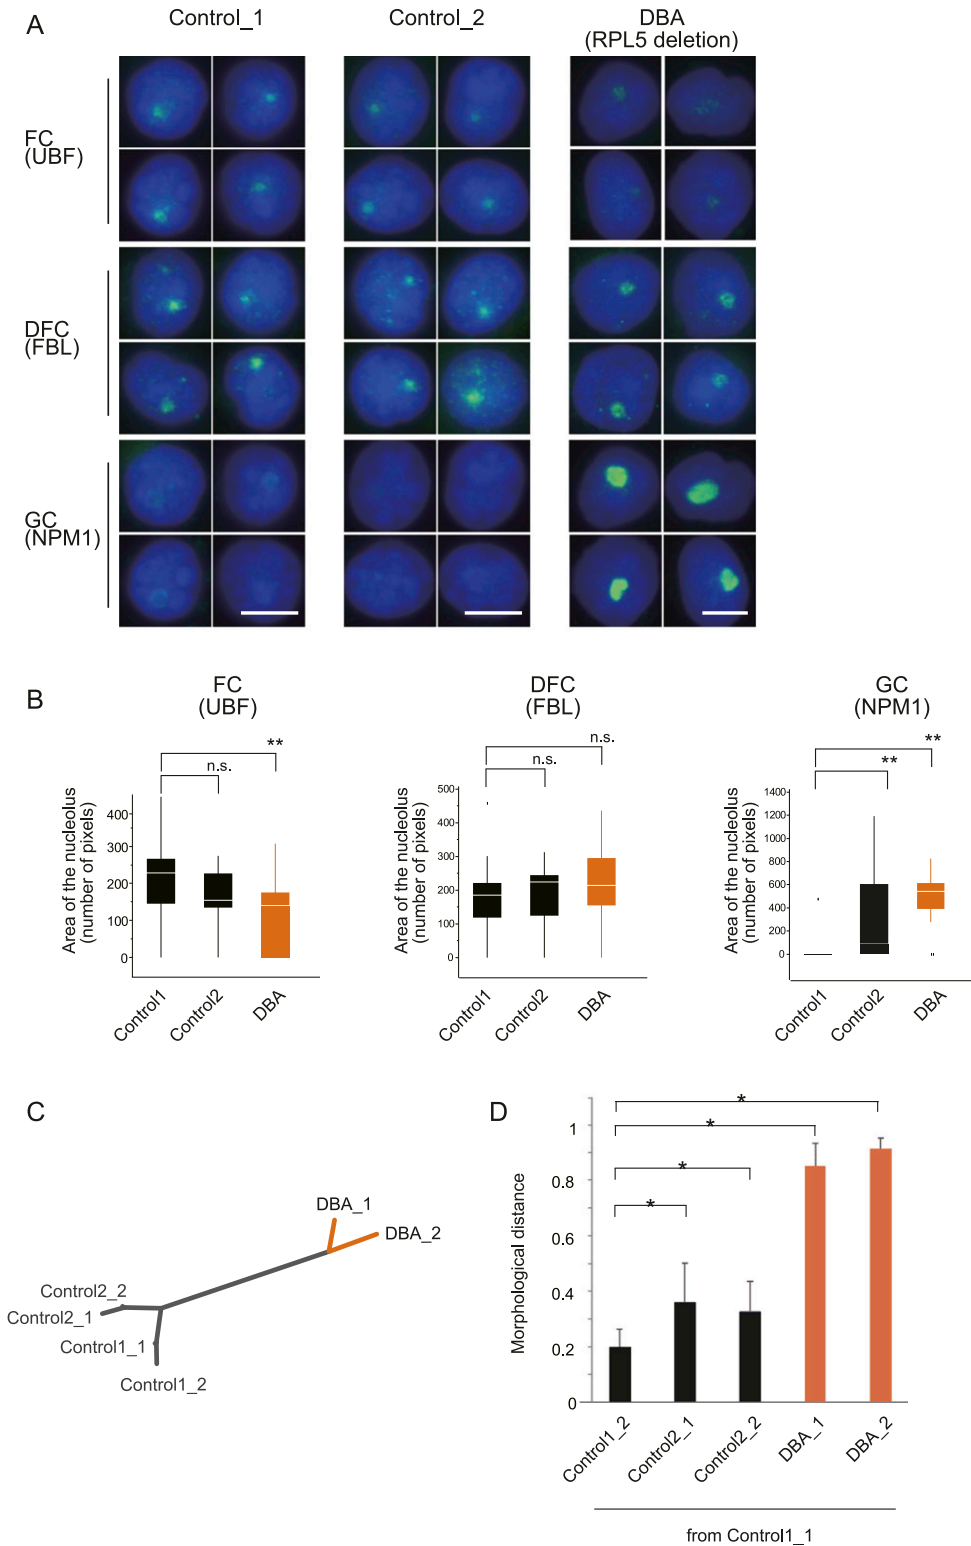 A
Control_1
Control_2
DBA
(RPL5 deletion)
FC
(UBF)
DFC
(FBL)
GC
(NPM1)
B
FC
(UBF)
**
n.s.
Area of the nucleolus
(number of pixels)
400
300
200
100
0
Control1
Control2
DBA
DFC
(FBL)
n.s.
n.s.
Area of the nucleolus
(number of pixels)
500
400
300
200
100
0
Control1
Control2
DBA
GC
(NPM1)
**
**
Area of the nucleolus
(number of pixels)
1400
1200
1000
800
600
400
200
0
Control1
Control2
DBA
C
DBA_1
DBA_2
Control2_2
Control2_1
Control1_1
Control1_2
D
*
*
*
*
Morphological distance
1
0.8
0.6
0.4
0.2
0
Control1_2
Control2_1
Control2_2
DBA_1
DBA_2
from Control1_1